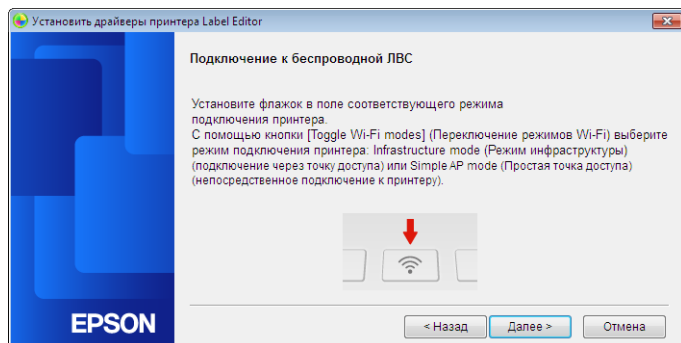 Установить драйверы принтера Label Editor
Подключение к беспроводной ЛВС
Установите флажок в поле соответствующего режима
подключения принтера.
С помощью кнопки [Toggle Wi-Fi modes] (Переключение режимов Wi-Fi) выберите
режим подключения принтера: Infrastructure mode (Режим инфраструктуры)
(подключение через точку доступа) или Simple AP mode (Простая точка доступа)
(непосредственное подключение к принтеру).
EPSON
< Назад Далее > Отмена